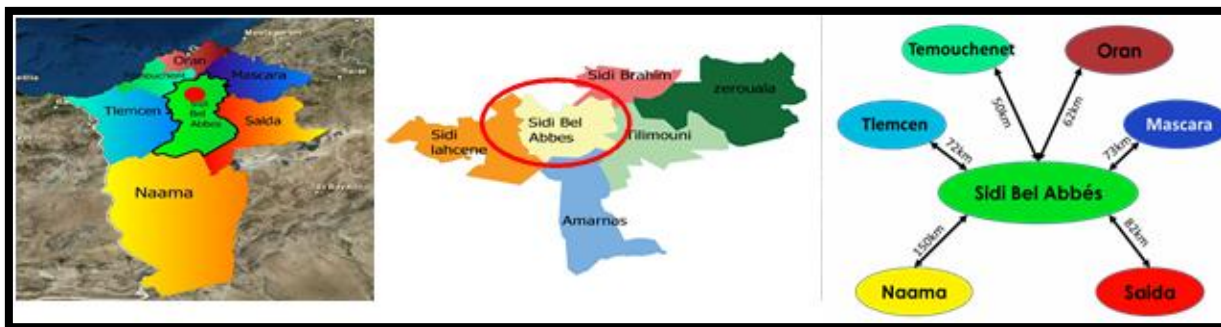 Oran
Temouchent
Mascara
Tlemcen
Sidi
Bel
Abbes
Saida
Naama
Sidi Brahim
zerouala
Sidi Bel
Abbes
Sidi
lahcene
Tilimouni
Amarnas
Temouchenet
Oran
50km
62km
Tlemcen
Mascara
72km
73km
Sidi Bel Abbés
150km
82km
Naama
Saida